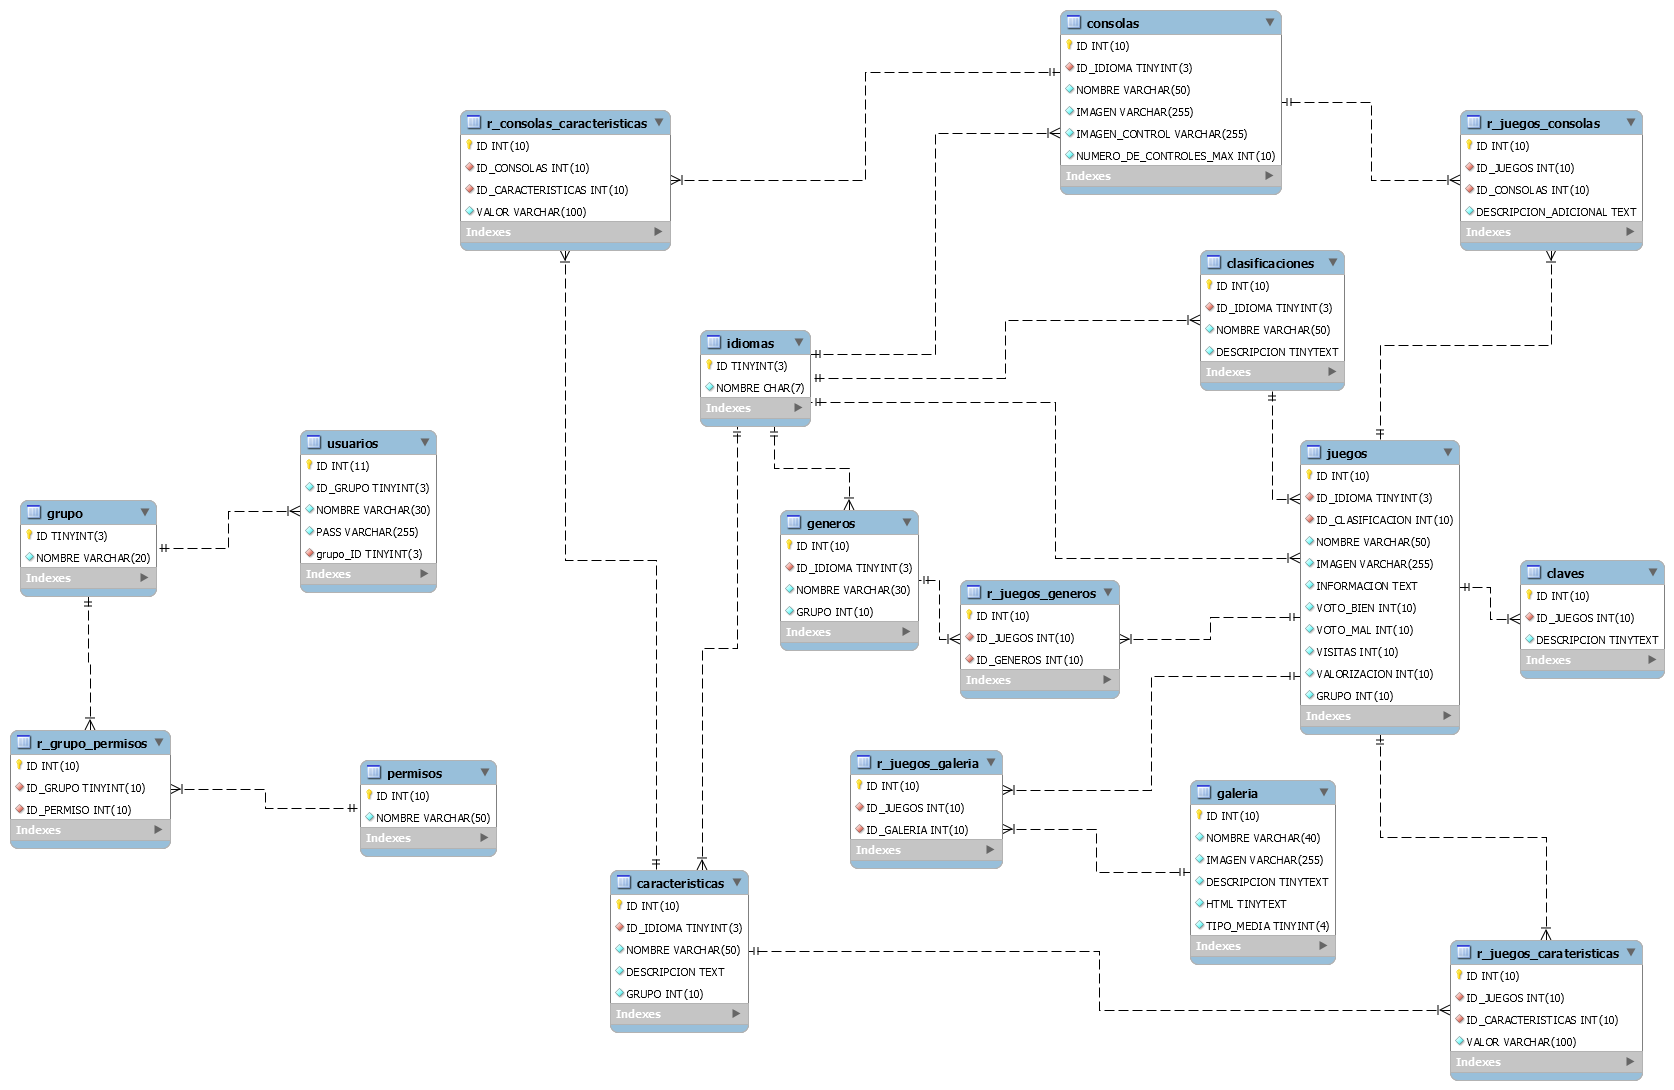 consolas
ID INT(10)
ID_IDIOMA TINYINT(3)
NOMBRE VARCHAR(50)
IMAGEN VARCHAR(255)
IMAGEN_CONTROL VARCHAR(255)
NUMERO_DE_CONTROLES_MAX INT(10)
Indexes
r_consolas_caracteristicas
ID INT(10)
ID_CONSOLAS INT(10)
ID_CARACTERISTICAS INT(10)
VALOR VARCHAR(100)
Indexes
r_juegos_consolas
ID INT(10)
ID_JUEGOS INT(10)
ID_CONSOLAS INT(10)
DESCRIPCION_ADICIONAL TEXT
Indexes
clasificaciones
ID INT(10)
ID_IDIOMA TINYINT(3)
NOMBRE VARCHAR(50)
DESCRIPCION TINYTEXT
Indexes
idiomas
ID TINYINT(3)
NOMBRE CHAR(7)
Indexes
usuarios
ID INT(11)
ID_GRUPO TINYINT(3)
NOMBRE VARCHAR(30)
PASS VARCHAR(255)
grupo_ID TINYINT(3)
Indexes
juegos
ID INT(10)
ID_IDIOMA TINYINT(3)
ID_CLASIFICACION INT(10)
NOMBRE VARCHAR(50)
IMAGEN VARCHAR(255)
INFORMACION TEXT
VOTO_BIEN INT(10)
VOTO_MAL INT(10)
VISITAS INT(10)
VALORIZACION INT(10)
GRUPO INT(10)
Indexes
grupo
ID TINYINT(3)
NOMBRE VARCHAR(20)
Indexes
generos
ID INT(10)
ID_IDIOMA TINYINT(3)
NOMBRE VARCHAR(30)
GRUPO INT(10)
Indexes
r_juegos_generos
ID INT(10)
ID_JUEGOS INT(10)
ID_GENEROS INT(10)
Indexes
claves
ID INT(10)
ID_JUEGOS INT(10)
DESCRIPCION TINYTEXT
Indexes
r_grupo_permisos
ID INT(10)
ID_GRUPO TINYINT(10)
ID_PERMISO INT(10)
Indexes
permisos
ID INT(10)
NOMBRE VARCHAR(50)
Indexes
r_juegos_galeria
ID INT(10)
ID_JUEGOS INT(10)
ID_GALERIA INT(10)
Indexes
galeria
ID INT(10)
NOMBRE VARCHAR(40)
IMAGEN VARCHAR(255)
DESCRIPCION TINYTEXT
HTML TINYTEXT
TIPO_MEDIA TINYINT(4)
Indexes
caracteristicas
ID INT(10)
ID_IDIOMA TINYINT(3)
NOMBRE VARCHAR(50)
DESCRIPCION TEXT
GRUPO INT(10)
Indexes
r_juegos_carateristicas
ID INT(10)
ID_JUEGOS INT(10)
ID_CARACTERISTICAS INT(10)
VALOR VARCHAR(100)
Indexes